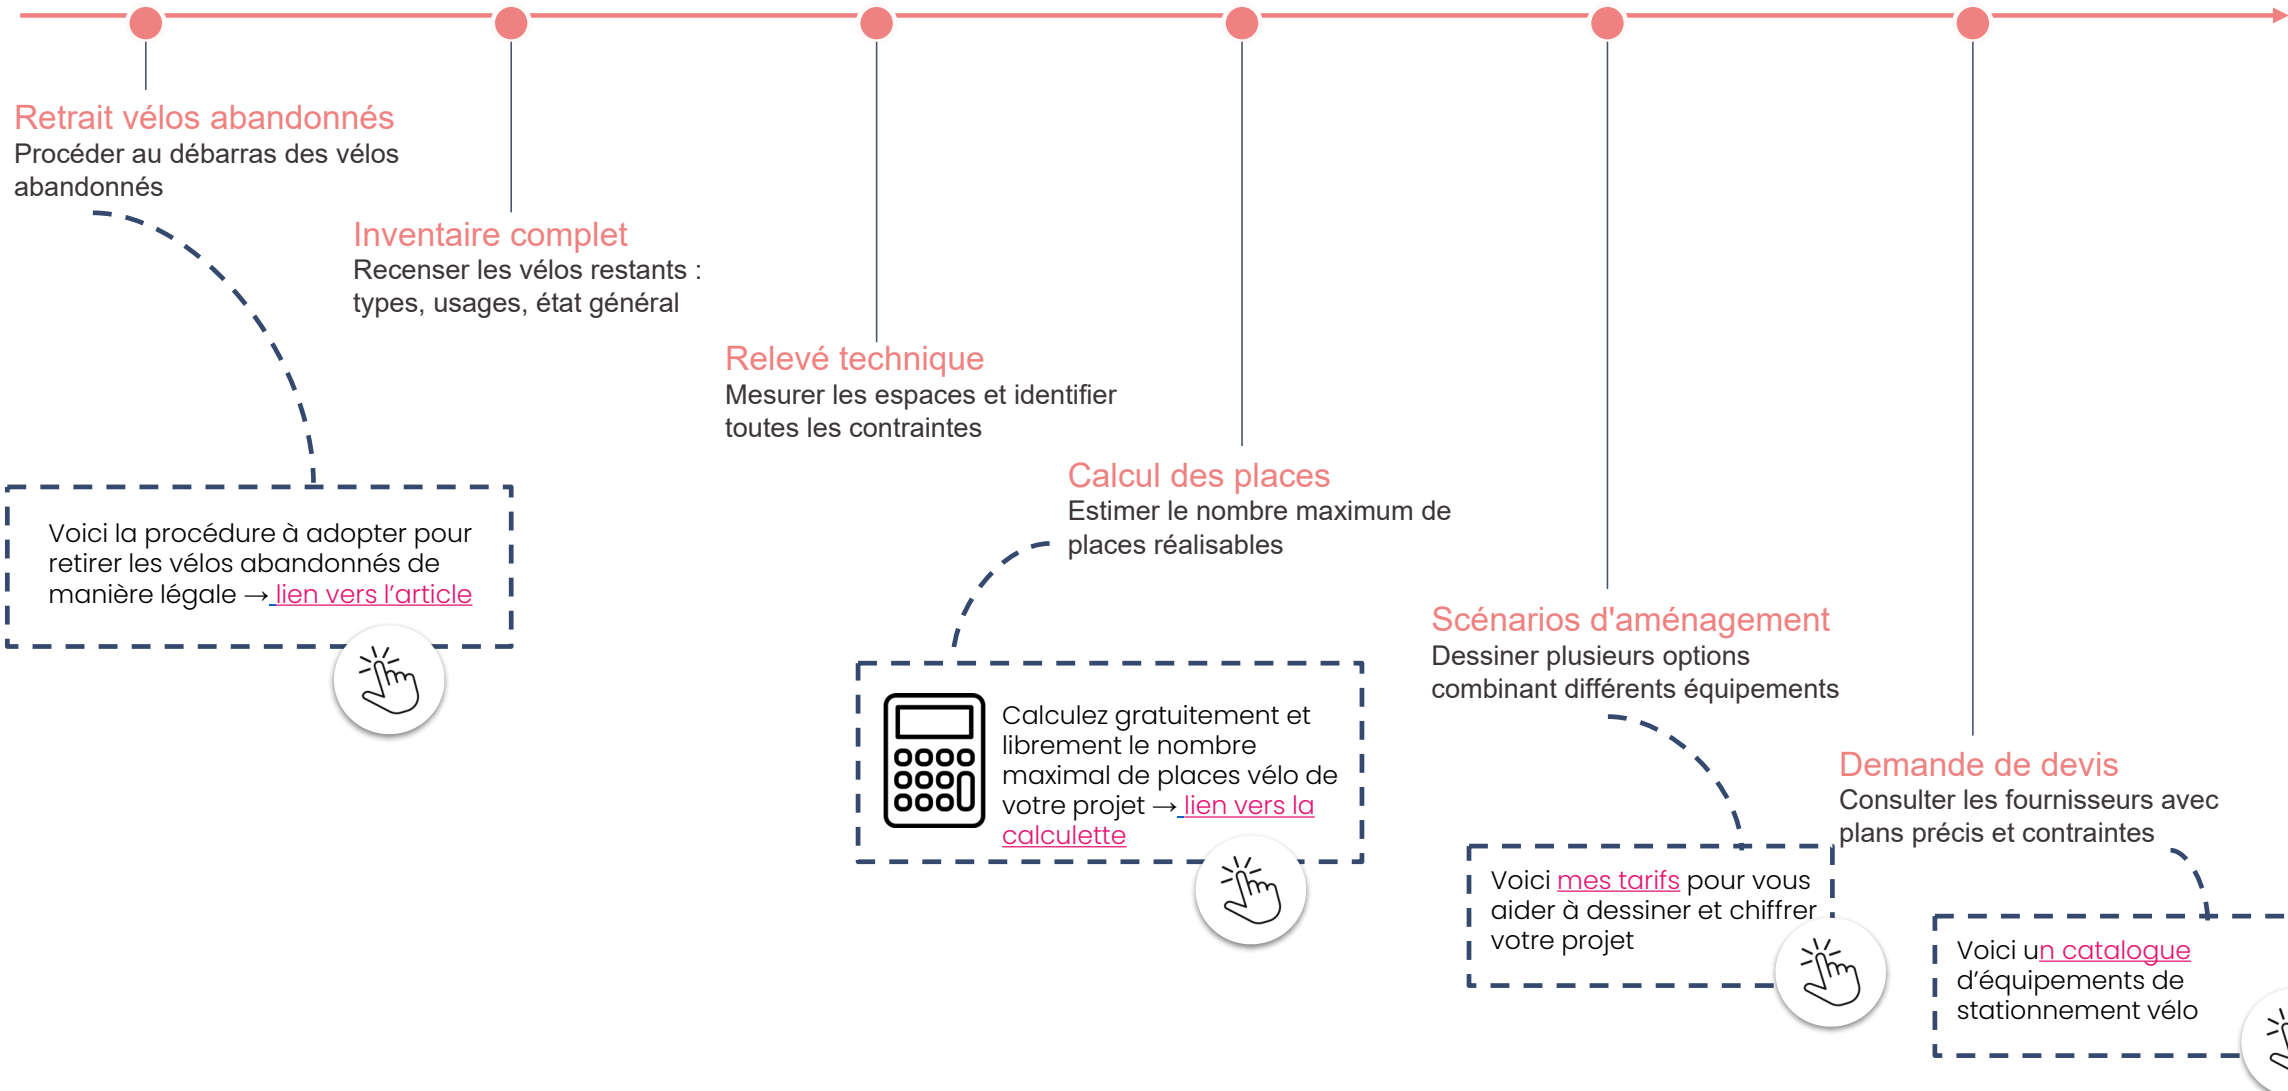 Retrait vélos abandonnés
Procéder au débarras des vélos
abandonnés
Inventaire complet
Recenser les vélos restants :
types, usages, état général
Relevé technique
Mesurer les espaces et identifier
toutes les contraintes
Calcul des places
Estimer le nombre maximum de
places réalisables
Voici la procédure à adopter pour
retirer les vélos abandonnés de
manière légale → lien vers l’article
Scénarios d'aménagement
Dessiner plusieurs options
combinant différents équipements
Calculez gratuitement et
librement le nombre
maximal de places vélo de
votre projet → lien vers la
calculette
Demande de devis
Consulter les fournisseurs avec
plans précis et contraintes
Voici mes tarifs pour vous
aider à dessiner et chiffrer
votre projet
Voici un catalogue
d’équipements de
stationnement vélo